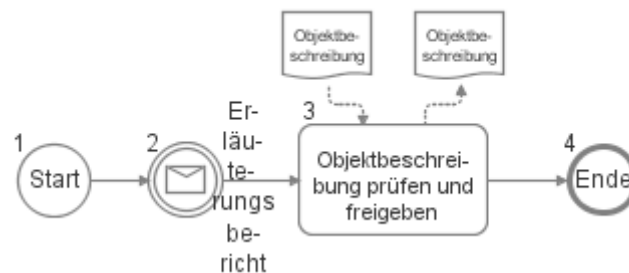 Objektbe-
schreibung
Objektbe-
schreibung
1
Start
2
Er-
läu-
te-
rungs
be-
richt
3
Objektbeschrei-
bung prüfen und
freigeben
4
Ende